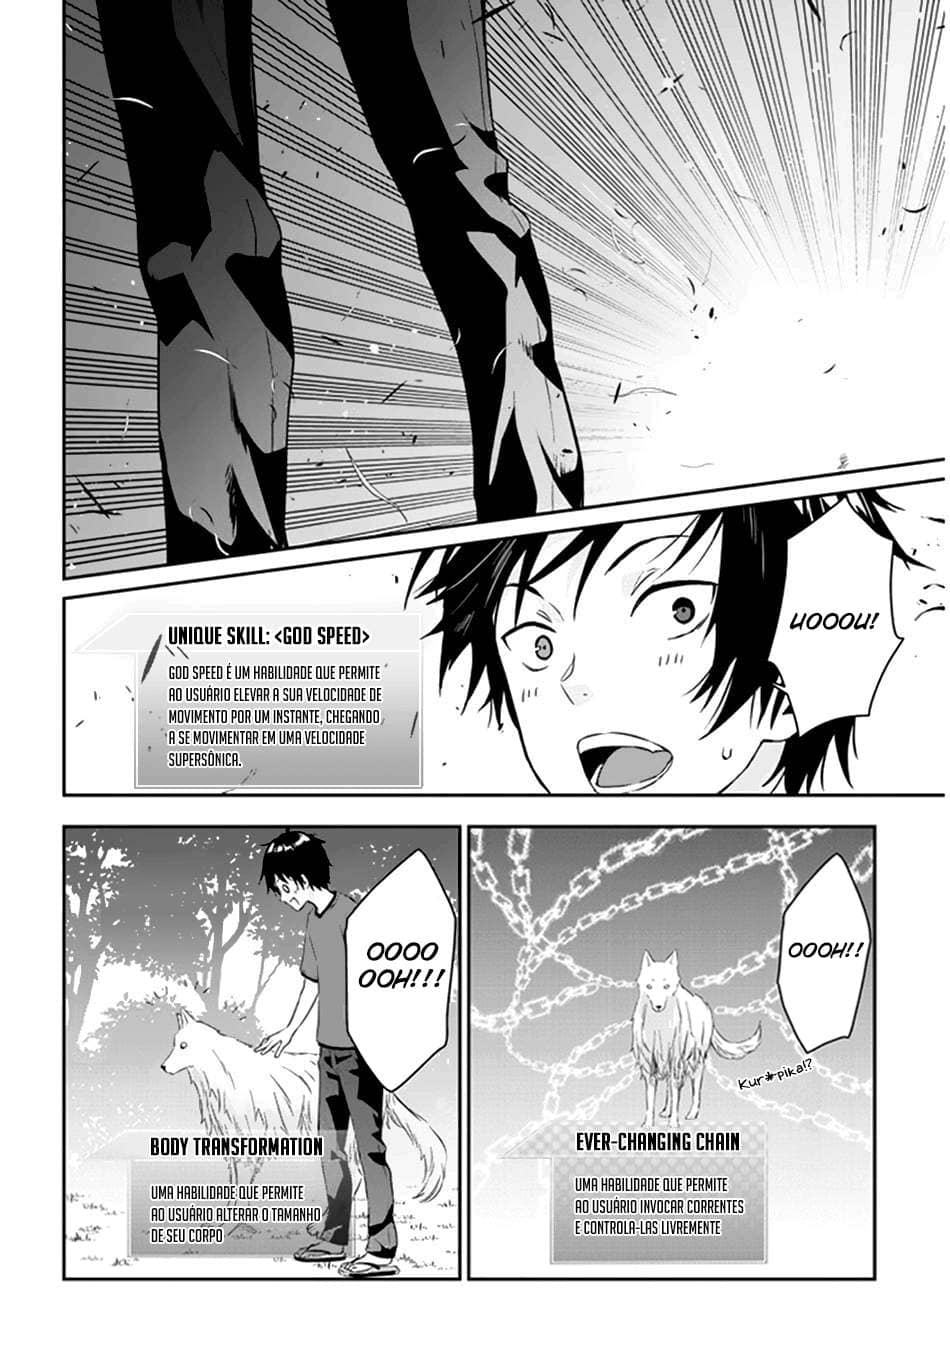 UOOOU!
UNIQUE SKILL: <GOD SPEED>
GOD SPEED É UM HABILIDADE QUE PERMITE
AO USUÁRIO ELEVAR A SUA VELOCIDADE DE
MOVIMENTO POR UM INSTANTE, CHEGANDO
A SE MOVIMENTAR EM UMA VELOCIDADE
SUPERSÔNICA.
OOOO
OOH!!!
BODY TRANSFORMATION
UMA HABILIDADE QUE PERMITE
AO USUÁRIO ALTERAR O TAMANHO
DE SEU CORPO
OOOH!!
Kur*pika!?
EVER-CHANGING CHAIN
UMA HABILIDADE QUE PERMITE
AO USUÁRIO INVOCAR CORRENTES
E CONTROLA-LAS LIVREMENTE